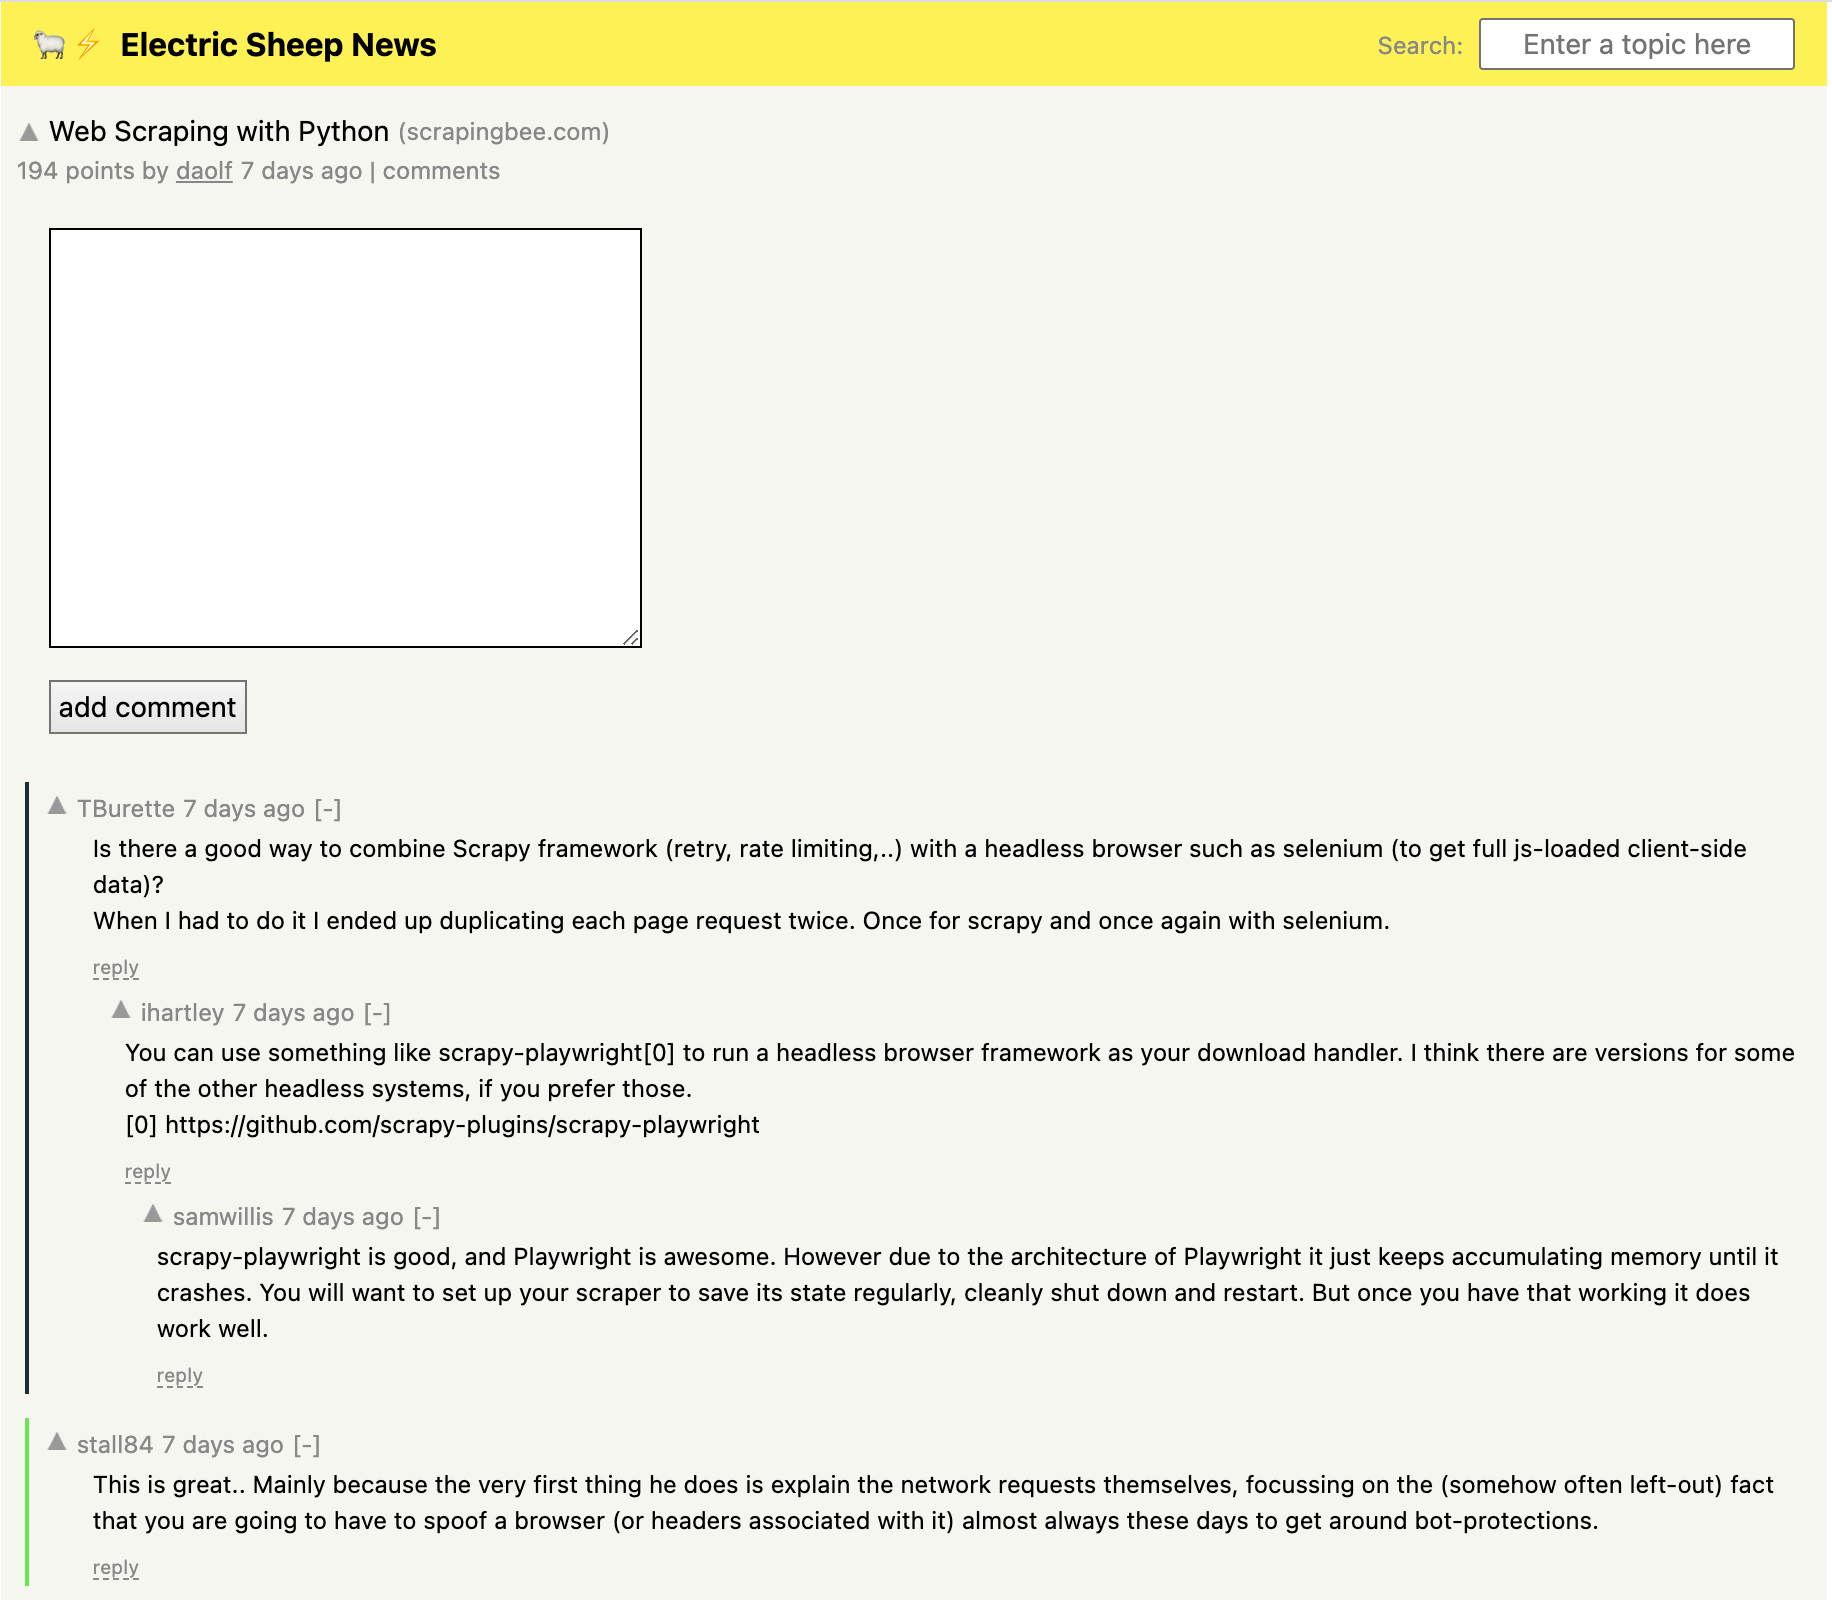 Electric Sheep News
Search: Enter a topic here
▲ Web Scraping with Python (scrapingbee.com)
194 points by daolf 7 days ago | comments
add comment
▲ TBurette 7 days ago [-]
Is there a good way to combine Scrapy framework (retry, rate limiting,..) with a headless browser such as selenium (to get full js-loaded client-side
data)?
When I had to do it I ended up duplicating each page request twice. Once for scrapy and once again with selenium.
reply
▲ ihartley 7 days ago [-]
You can use something like scrapy-playwright[0] to run a headless browser framework as your download handler. I think there are versions for some
of the other headless systems, if you prefer those.
[0] https://github.com/scrapy-plugins/scrapy-playwright
reply
▲ samwillis 7 days ago [-]
scrapy-playwright is good, and Playwright is awesome. However due to the architecture of Playwright it just keeps accumulating memory until it
crashes. You will want to set up your scraper to save its state regularly, cleanly shut down and restart. But once you have that working it does
work well.
reply
▲ stall84 7 days ago [-]
This is great.. Mainly because the very first thing he does is explain the network requests themselves, focussing on the (somehow often left-out) fact
that you are going to have to spoof a browser (or headers associated with it) almost always these days to get around bot-protections.
reply